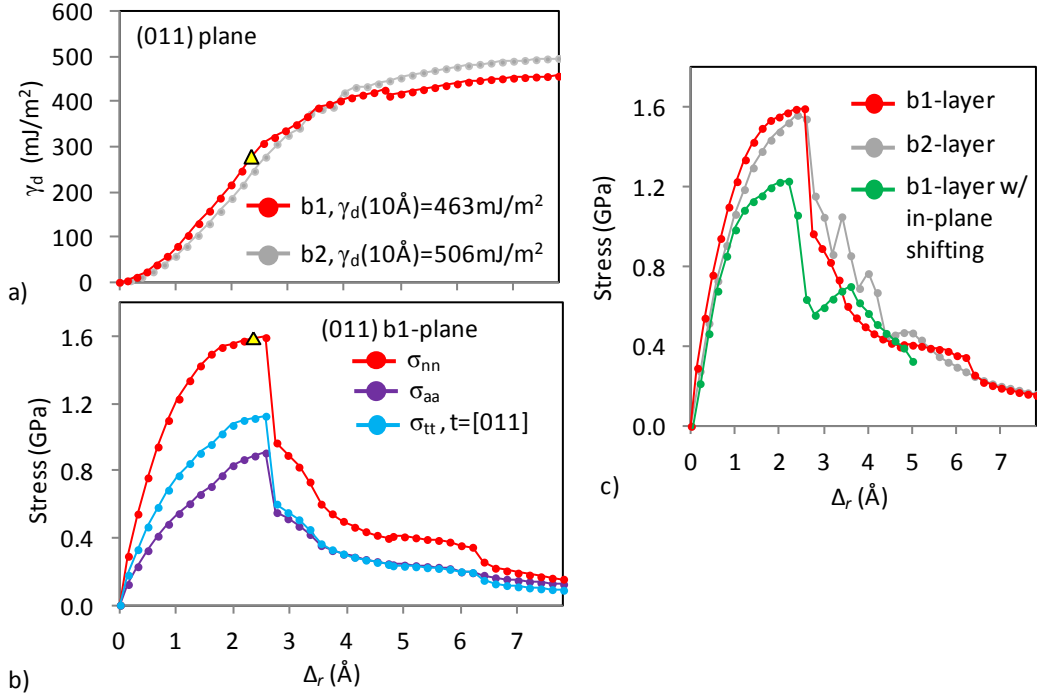 600
500
400
300
200
100
0
γd (mJ/m²)
(011) plane
b1, γd(10Å)=463mJ/m²
b2, γd(10Å)=506mJ/m²
a)
1.6
1.2
0.8
0.4
0.0
Stress (GPa)
(011) b1-plane
σnn
σaa
σtt , t=[011]
0 1 2 3 4 5 6 7
Δr (Å)
b)
1.6
1.2
0.8
0.4
0.0
Stress (GPa)
b1-layer
b2-layer
b1-layer w/
in-plane
shifting
0 1 2 3 4 5 6 7
Δr (Å)
c)